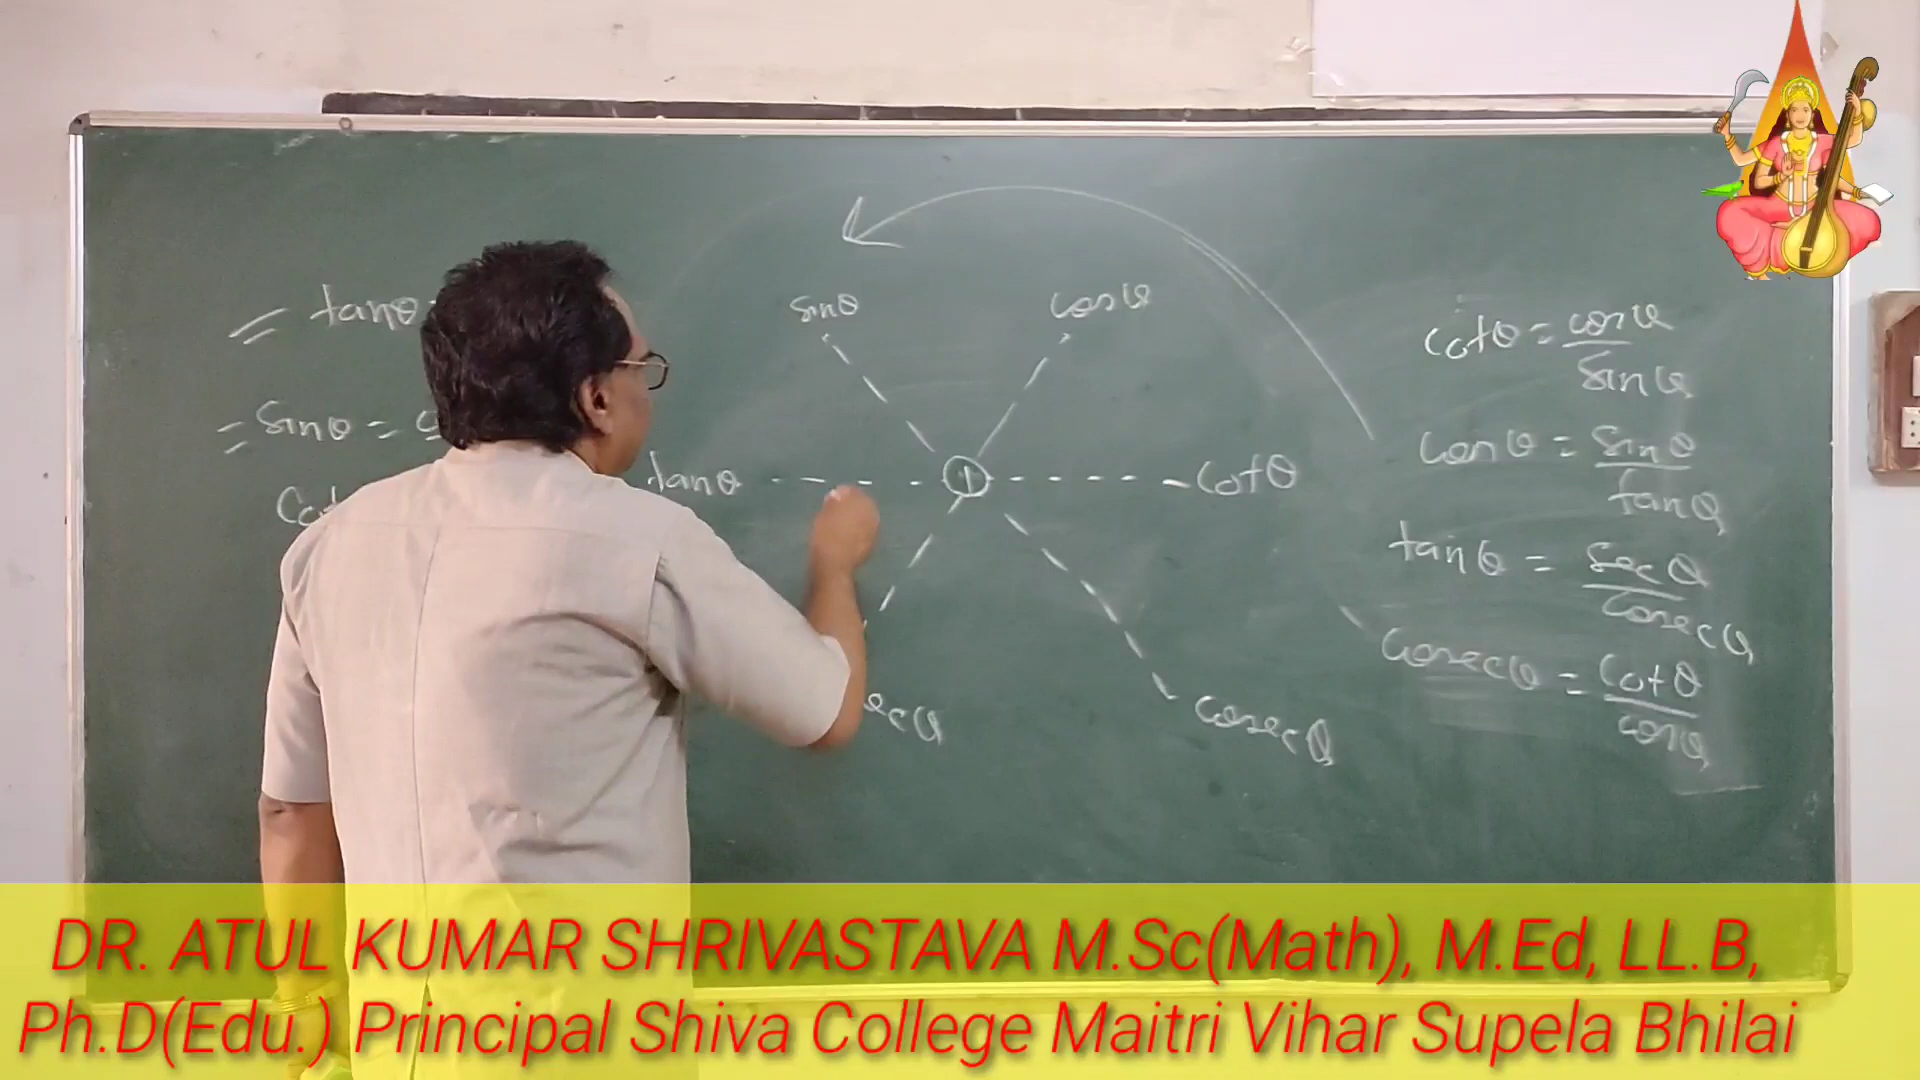 = tanθ
= sinθ =
sinθ
cosθ
tanθ
1
cotθ
cosecθ
cotθ = cosθ / sinθ
cosθ = sinθ / tanθ
tanθ = secθ / cosecθ
cosecθ = cotθ / cosθ
DR. ATUL KUMAR SHRIVASTAVA M.Sc(Math), M.Ed, LL.B,
Ph.D(Edu.) Principal Shiva College Maitri Vihar Supela Bhilai